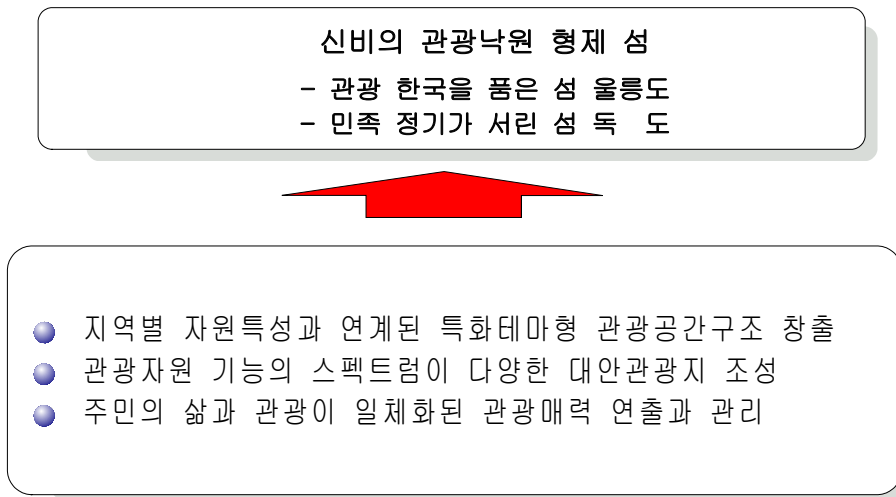 신비의 관광낙원 형제 섬
- 관광 한국을 품은 섬 울릉도
- 민족 정기가 서린 섬 독 도
지역별 자원특성과 연계된 특화테마형 관광공간구조 창출
관광자원 기능의 스펙트럼이 다양한 대안관광지 조성
주민의 삶과 관광이 일체화된 관광매력 연출과 관리